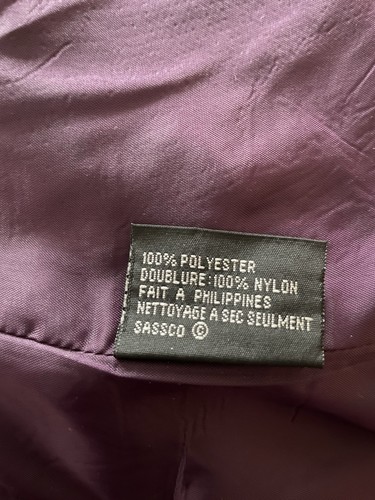 100% POLYESTER
DOUBLURE:100% NYLON
FAIT A PHILIPPINES
NETTOYAGE A SEC SEULMENT
SASSCO ©